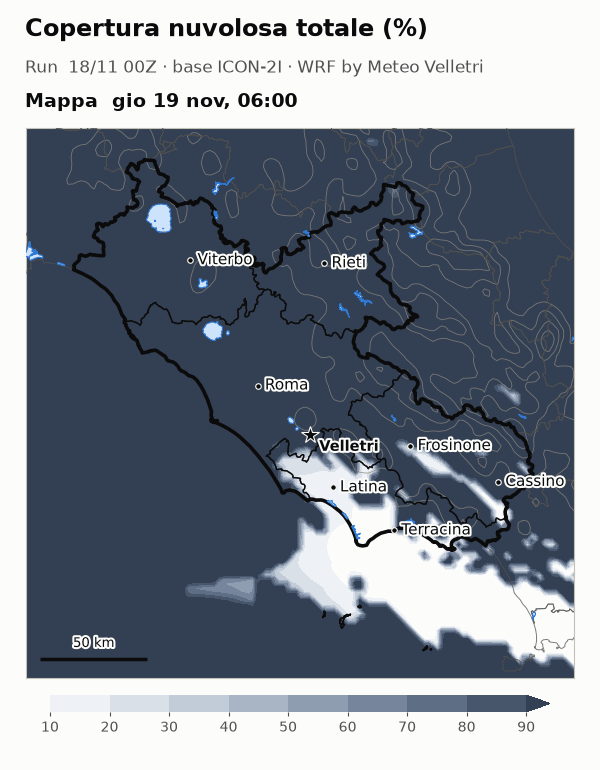 Copertura nuvolosa totale (%)
Run  18/11 00Z · base ICON-2I · WRF by Meteo Velletri
Mappa  gio 19 nov, 06:00
Viterbo
Rieti
Roma
Velletri
Frosinone
Cassino
Latina
Terracina
50 km
10 20 30 40 50 60 70 80 90